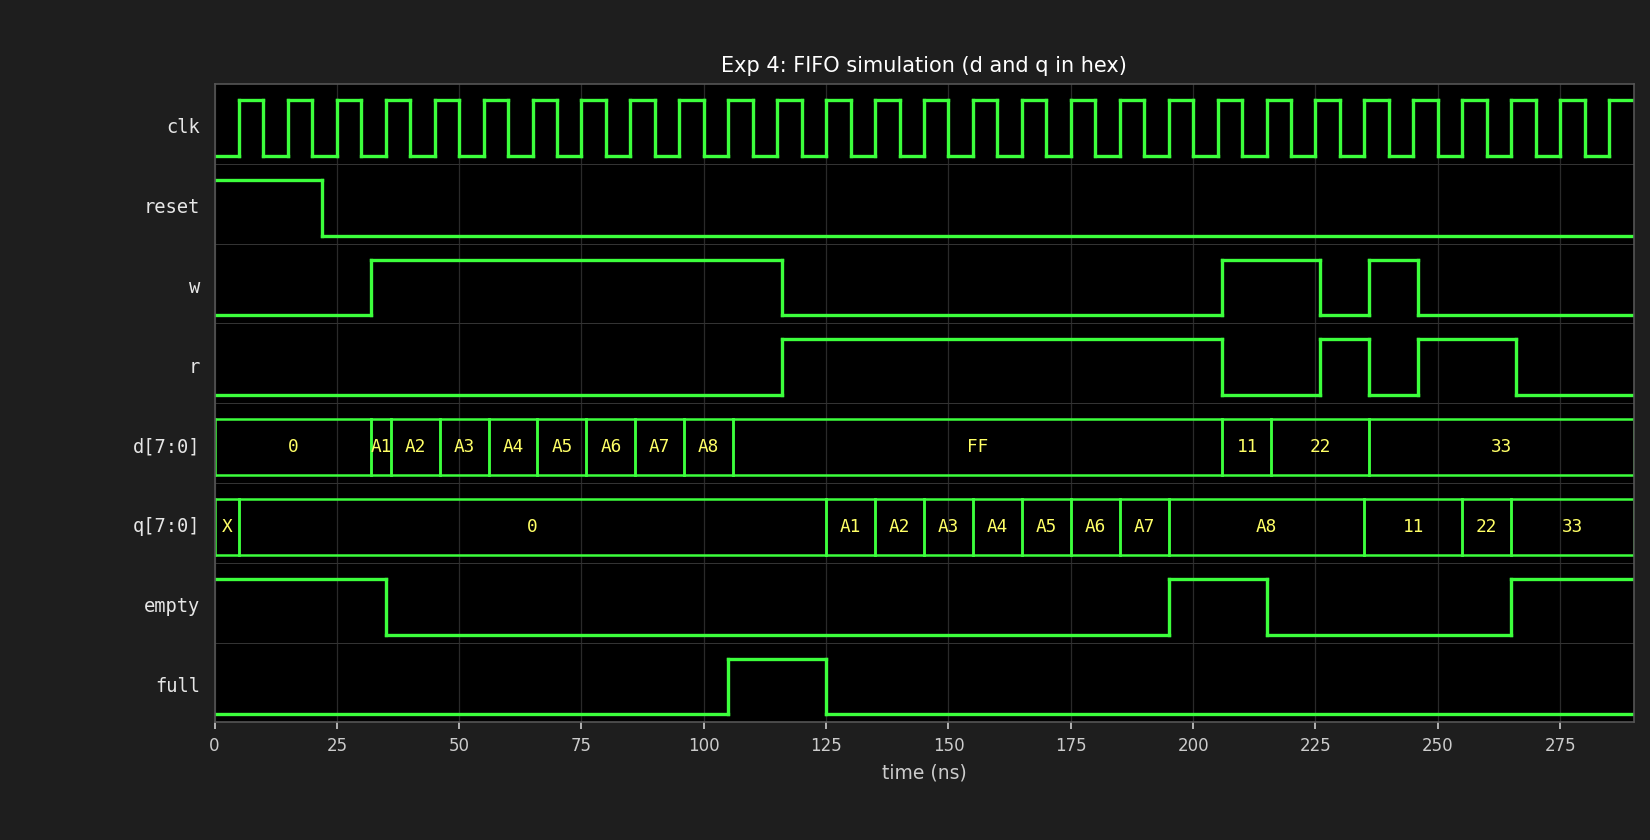 Exp 4: FIFO simulation (d and q in hex)
clk
reset
w
r
d[7:0] 0 A1 A2 A3 A4 A5 A6 A7 A8 FF 11 22 33
q[7:0] X 0 A1 A2 A3 A4 A5 A6 A7 A8 11 22 33
empty
full
0 25 50 75 100 125 150 175 200 225 250 275
time (ns)